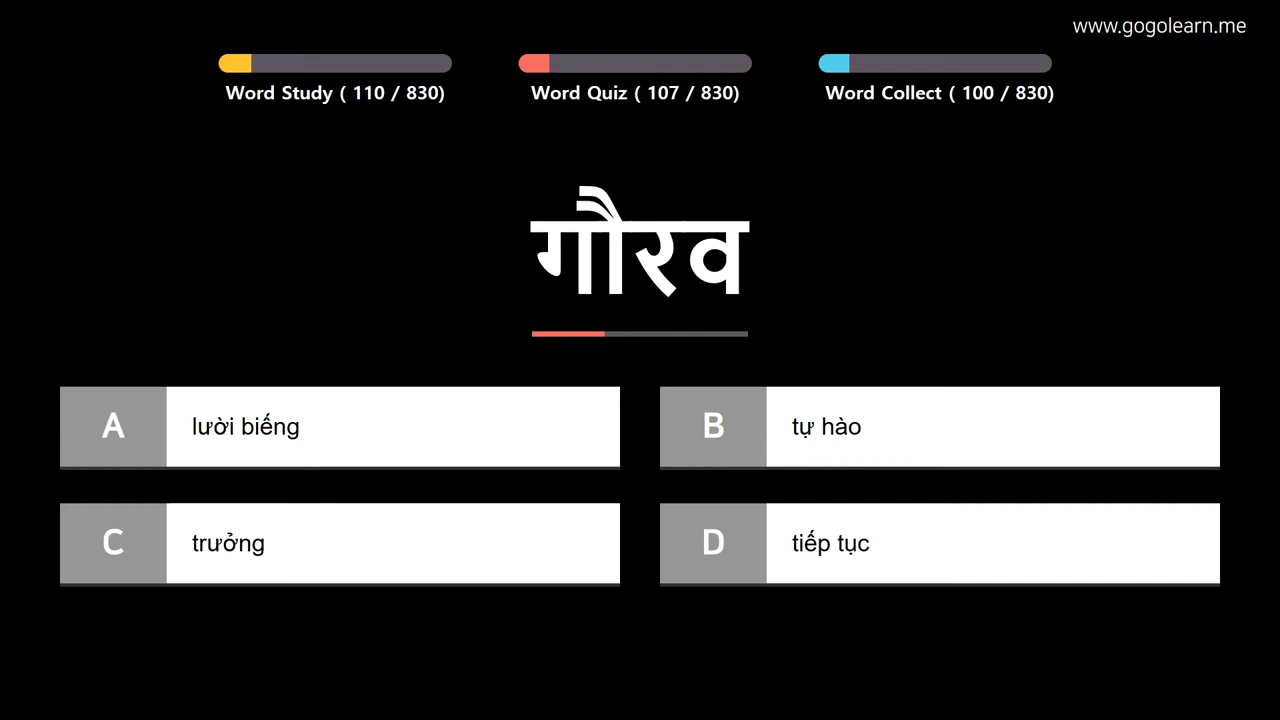 www.gogolearn.me
Word Study ( 110 / 830)
Word Quiz ( 107 / 830)
Word Collect ( 100 / 830)
गौरव
A lười biếng
B tự hào
C trưởng
D tiếp tục